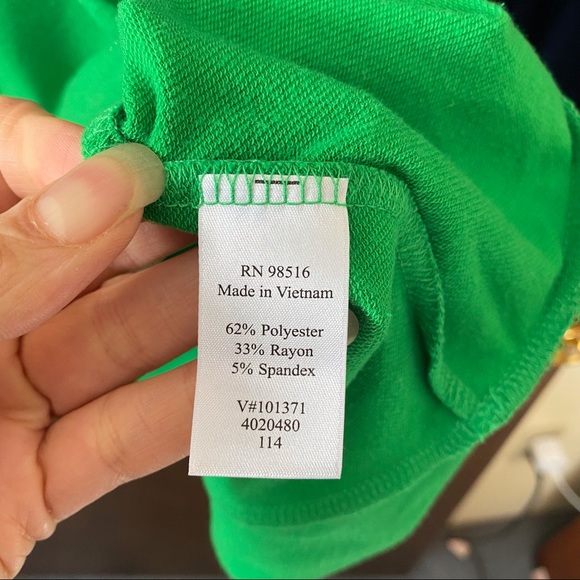 RN 98516
Made in Vietnam
62% Polyester
33% Rayon
5% Spandex
V#101371
4020480
114